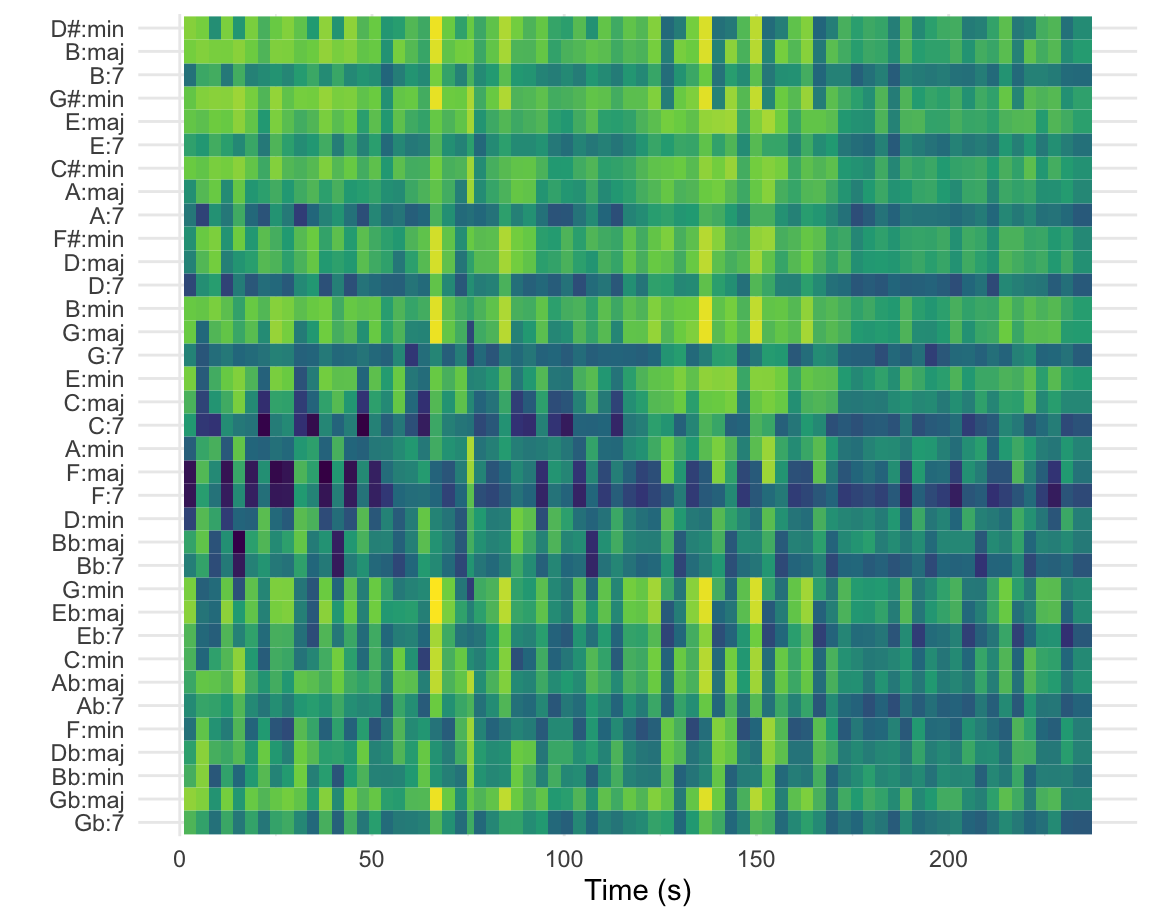 D#:min
B:maj
B:7
G#:min
E:maj
E:7
C#:min
A:maj
A:7
F#:min
D:maj
D:7
B:min
G:maj
G:7
E:min
C:maj
C:7
A:min
F:maj
F:7
D:min
Bb:maj
Bb:7
G:min
Eb:maj
Eb:7
C:min
Ab:maj
Ab:7
F:min
Db:maj
Bb:min
Gb:maj
Gb:7
0 50 100 150 200
Time (s)